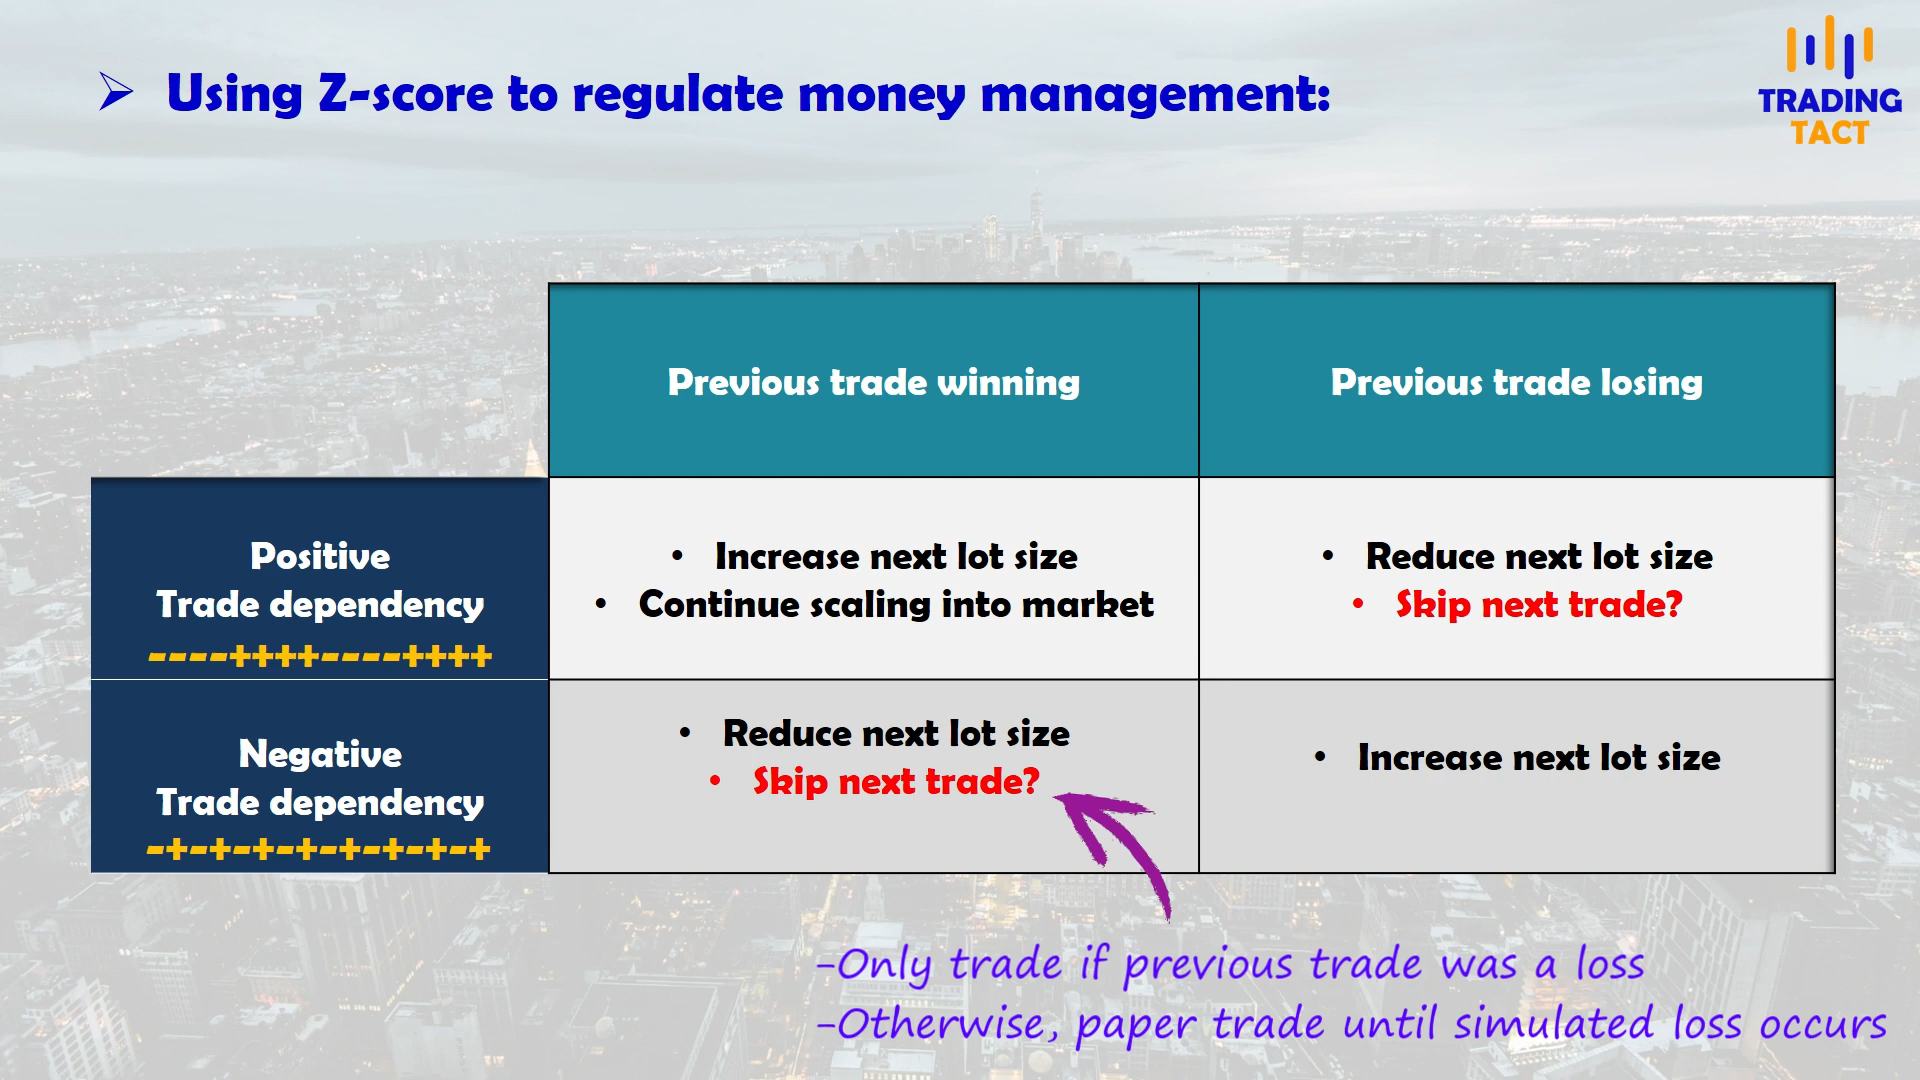 ➢ Using Z-score to regulate money management:
TRADING
TACT
Previous trade winning
Previous trade losing
Positive
Trade dependency
----++++----++++
• Increase next lot size
• Continue scaling into market
• Reduce next lot size
• Skip next trade?
Negative
Trade dependency
-+-+-+-+-+-+-+-+
• Reduce next lot size
• Skip next trade?
• Increase next lot size
-Only trade if previous trade was a loss
-Otherwise, paper trade until simulated loss occurs